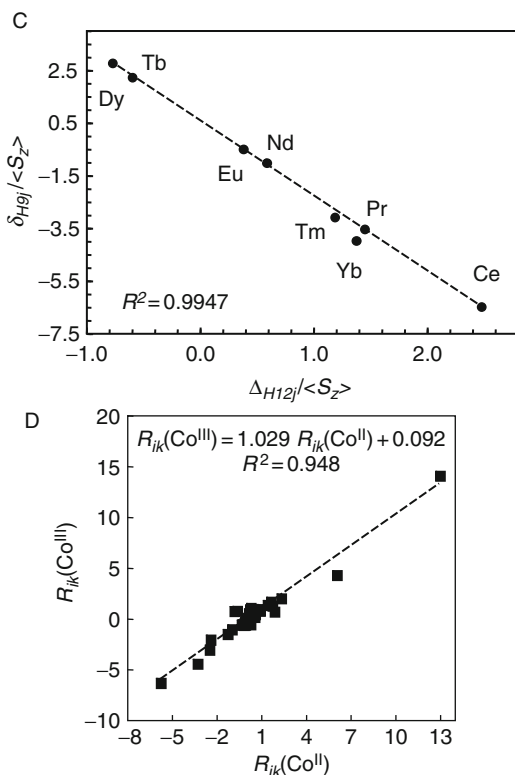 C
2.5
0.5
−1.5
−3.5
−5.5
−7.5
δH9j/<Sz>
Tb
Dy
Nd
Eu
Pr
Tm
Yb
Ce
R² = 0.9947
−1.0 0.0 1.0 2.0
ΔH12j/<Sz>
D
20
15
10
5
0
−5
−10
Rik(CoIII)
Rik(CoIII) = 1.029 Rik(CoII) + 0.092
R² = 0.948
−8 −5 −2 1 4 7 10 13
Rik(CoII)